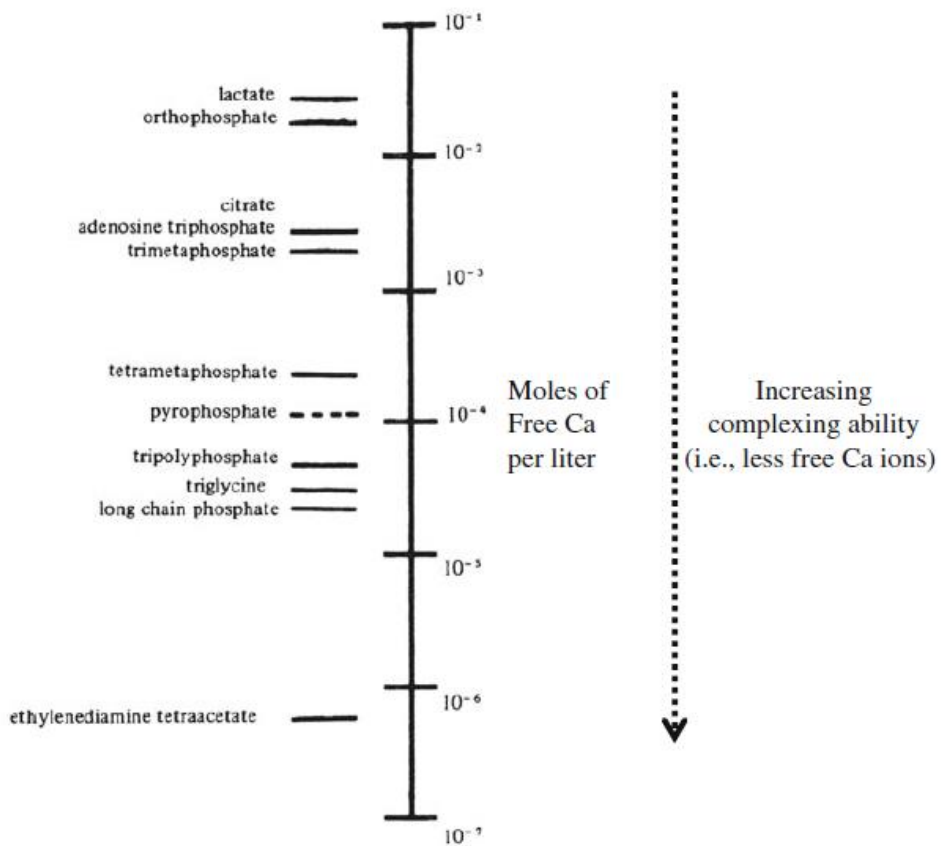 10⁻¹
lactate
orthophosphate
10⁻²
citrate
adenosine triphosphate
trimetaphosphate
10⁻³
tetrametaphosphate
pyrophosphate
10⁻⁴
tripolyphosphate
triglycine
long chain phosphate
10⁻⁵
10⁻⁶
ethylenediamine tetraacetate
10⁻⁷
Moles of
Free Ca
per liter
Increasing
complexing ability
(i.e., less free Ca ions)